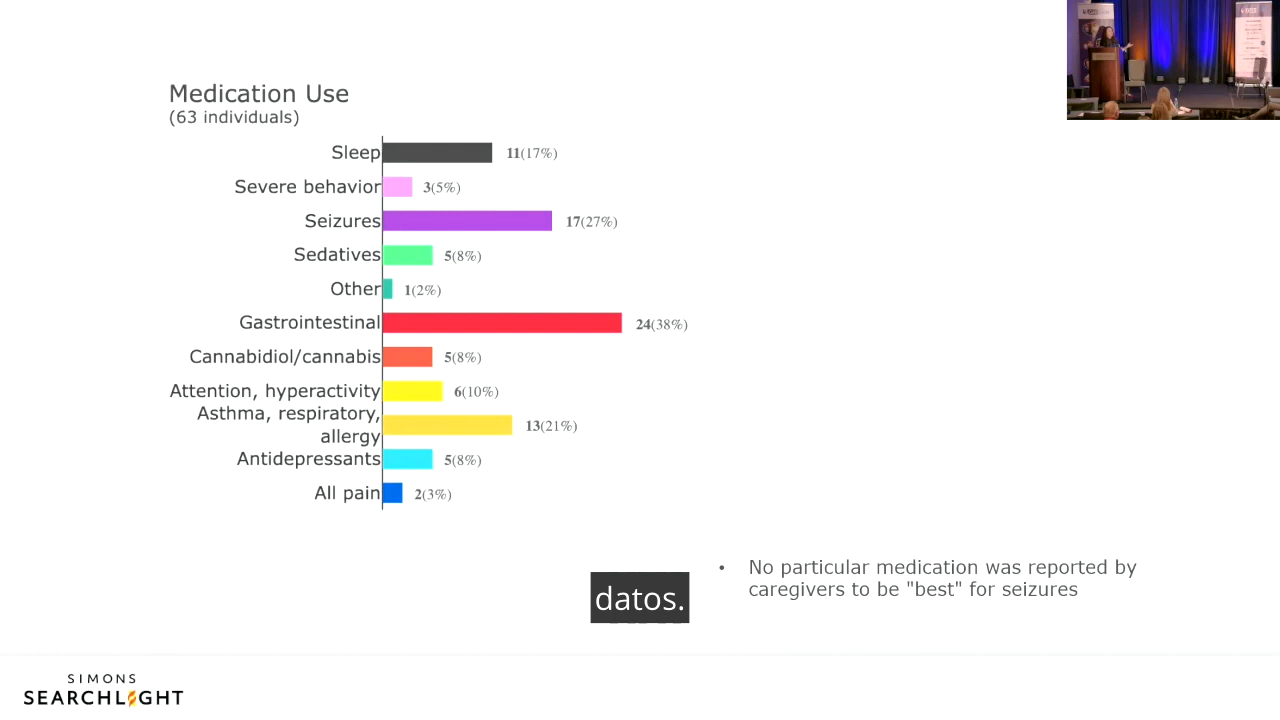 Medication Use
(63 individuals)
Sleep 11(17%)
Severe behavior 3(5%)
Seizures 17(27%)
Sedatives 5(8%)
Other 1(2%)
Gastrointestinal 24(38%)
Cannabidiol/cannabis 5(8%)
Attention, hyperactivity 6(10%)
Asthma, respiratory,
allergy 13(21%)
Antidepressants 5(8%)
All pain 2(3%)
• No particular medication was reported by
caregivers to be "best" for seizures
datos.
SIMONS
SEARCHLIGHT